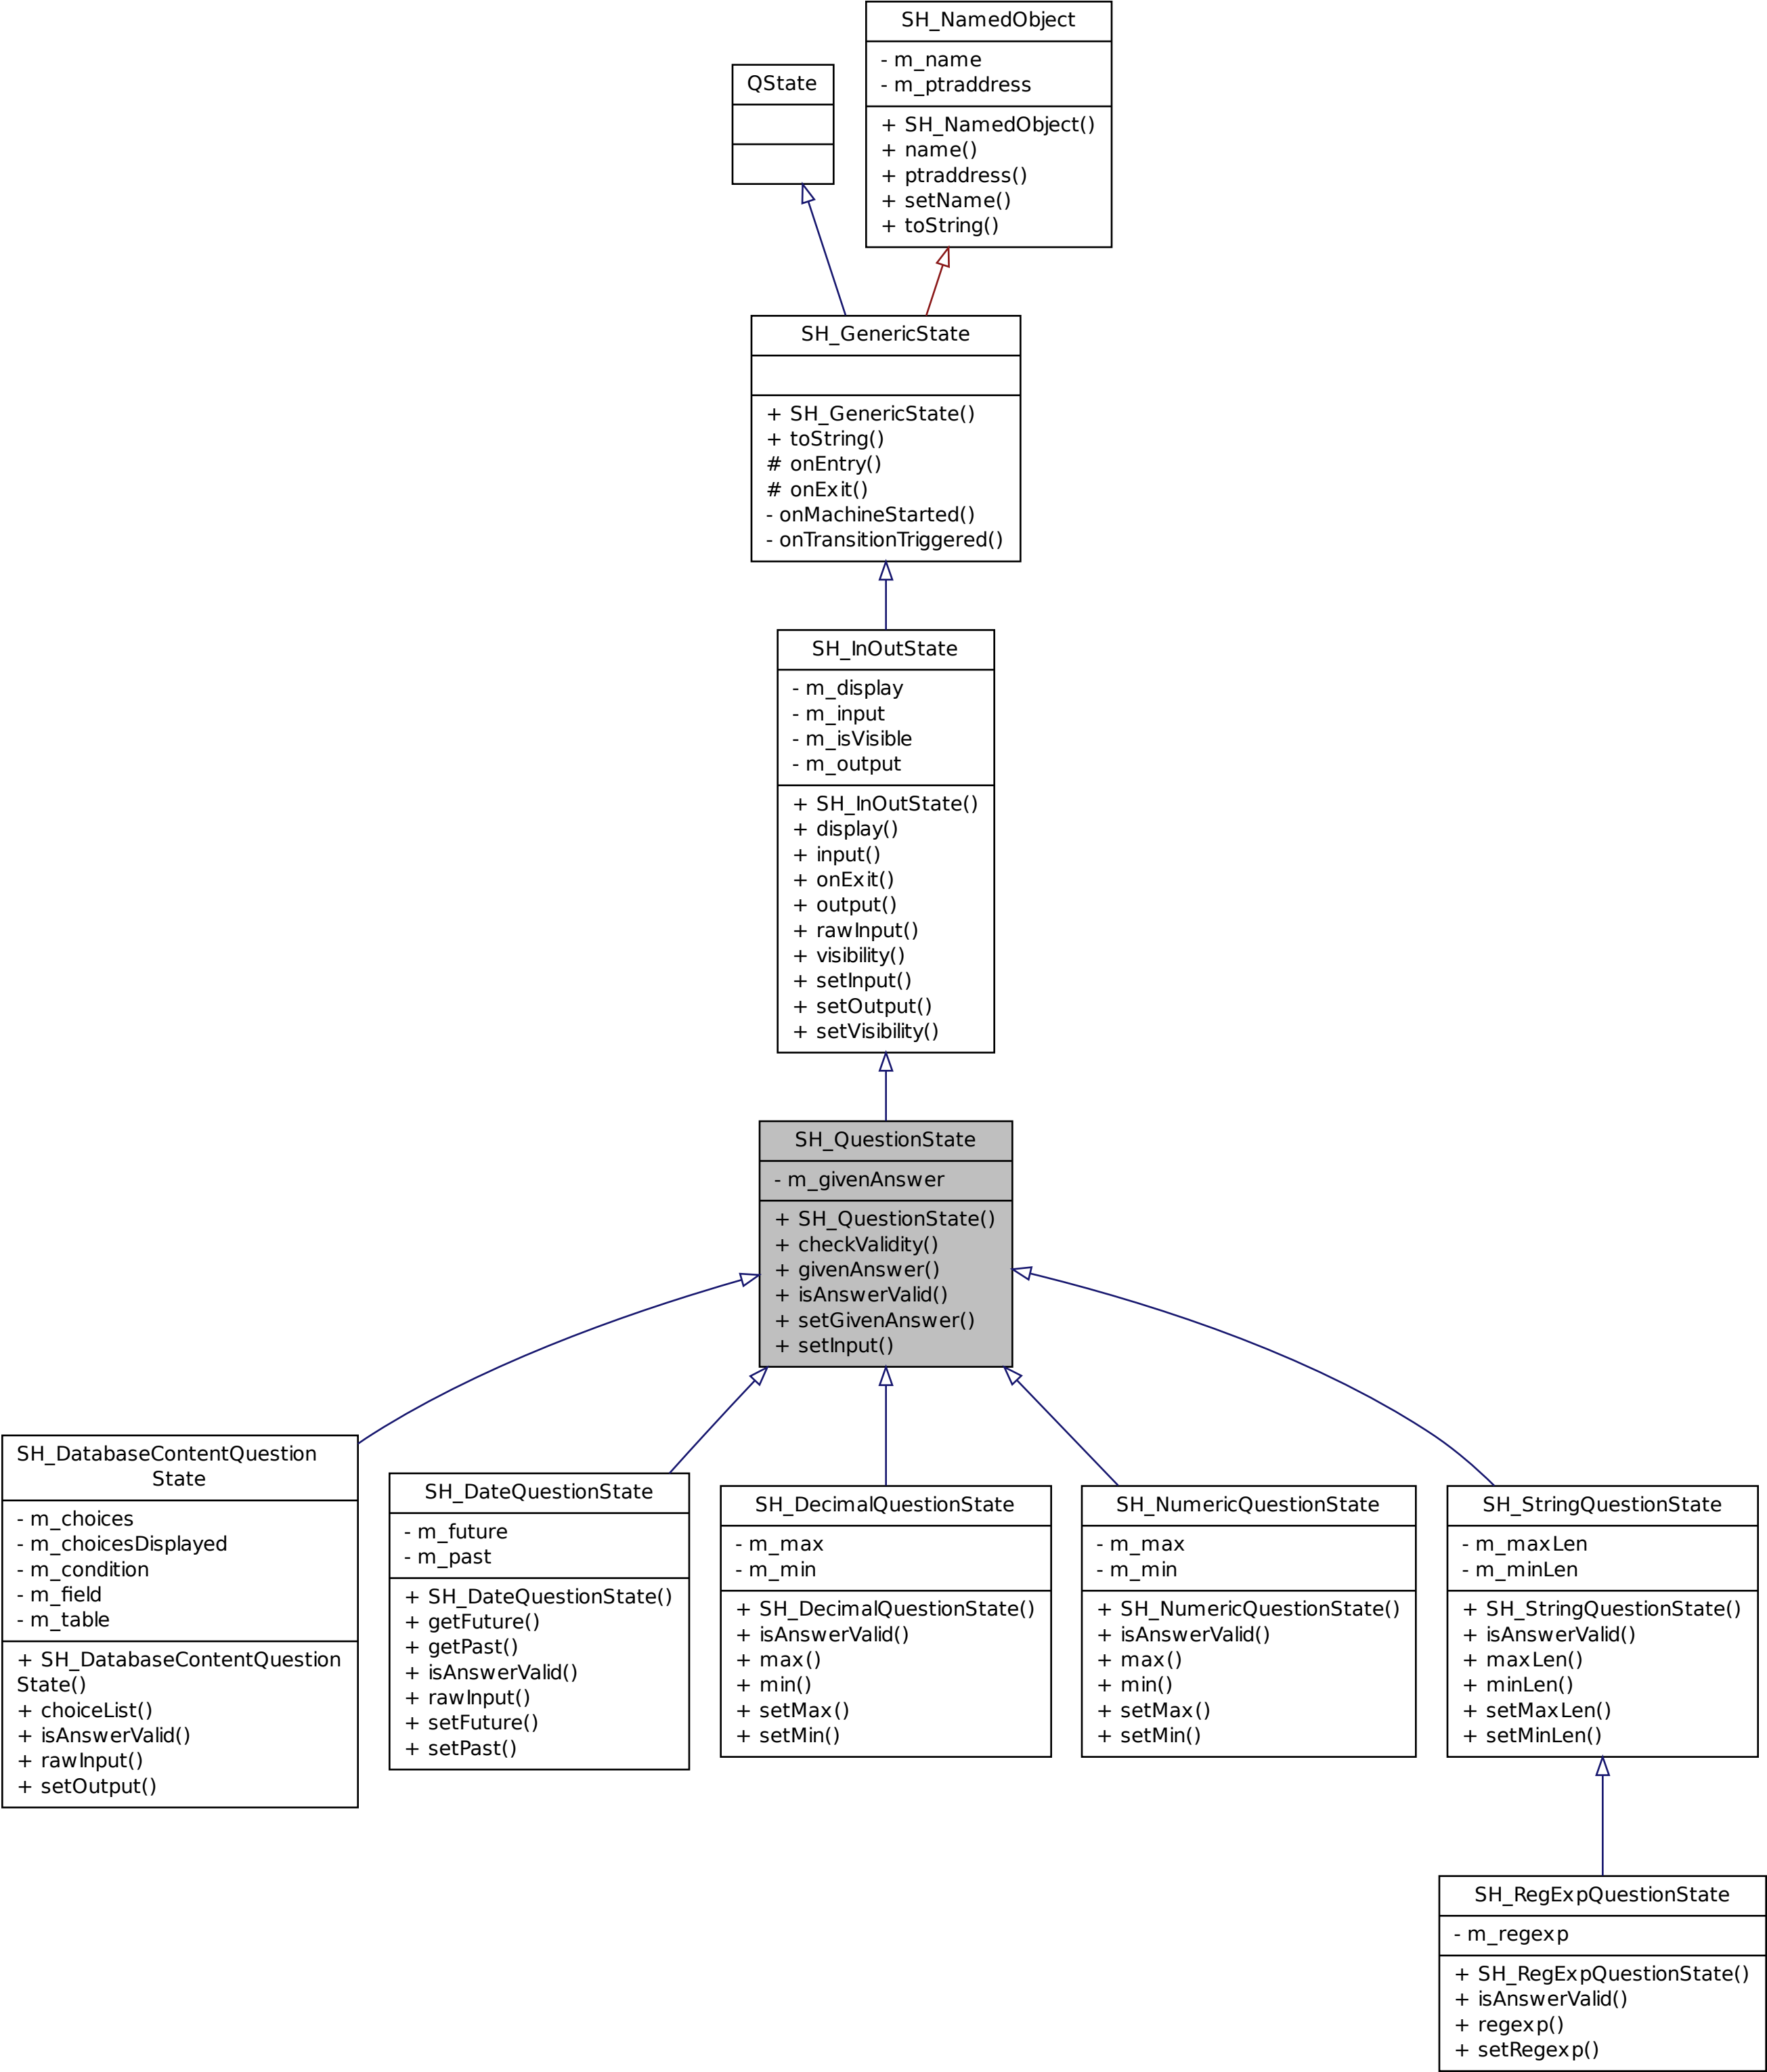 SH_NamedObject
- m_name
- m_ptraddress
+ SH_NamedObject()
+ name()
+ ptraddress()
+ setName()
+ toString()
QState
SH_GenericState
+ SH_GenericState()
+ toString()
# onEntry()
# onExit()
- onMachineStarted()
- onTransitionTriggered()
SH_InOutState
- m_display
- m_input
- m_isVisible
- m_output
+ SH_InOutState()
+ display()
+ input()
+ onExit()
+ output()
+ rawInput()
+ visibility()
+ setInput()
+ setOutput()
+ setVisibility()
SH_QuestionState
- m_givenAnswer
+ SH_QuestionState()
+ checkValidity()
+ givenAnswer()
+ isAnswerValid()
+ setGivenAnswer()
+ setInput()
SH_DatabaseContentQuestion
State
- m_choices
- m_choicesDisplayed
- m_condition
- m_field
- m_table
+ SH_DatabaseContentQuestion
State()
+ choiceList()
+ isAnswerValid()
+ rawInput()
+ setOutput()
SH_DateQuestionState
- m_future
- m_past
+ SH_DateQuestionState()
+ getFuture()
+ getPast()
+ isAnswerValid()
+ rawInput()
+ setFuture()
+ setPast()
SH_DecimalQuestionState
- m_max
- m_min
+ SH_DecimalQuestionState()
+ isAnswerValid()
+ max()
+ min()
+ setMax()
+ setMin()
SH_NumericQuestionState
- m_max
- m_min
+ SH_NumericQuestionState()
+ isAnswerValid()
+ max()
+ min()
+ setMax()
+ setMin()
SH_StringQuestionState
- m_maxLen
- m_minLen
+ SH_StringQuestionState()
+ isAnswerValid()
+ maxLen()
+ minLen()
+ setMaxLen()
+ setMinLen()
SH_RegExpQuestionState
- m_regexp
+ SH_RegExpQuestionState()
+ isAnswerValid()
+ regexp()
+ setRegexp()